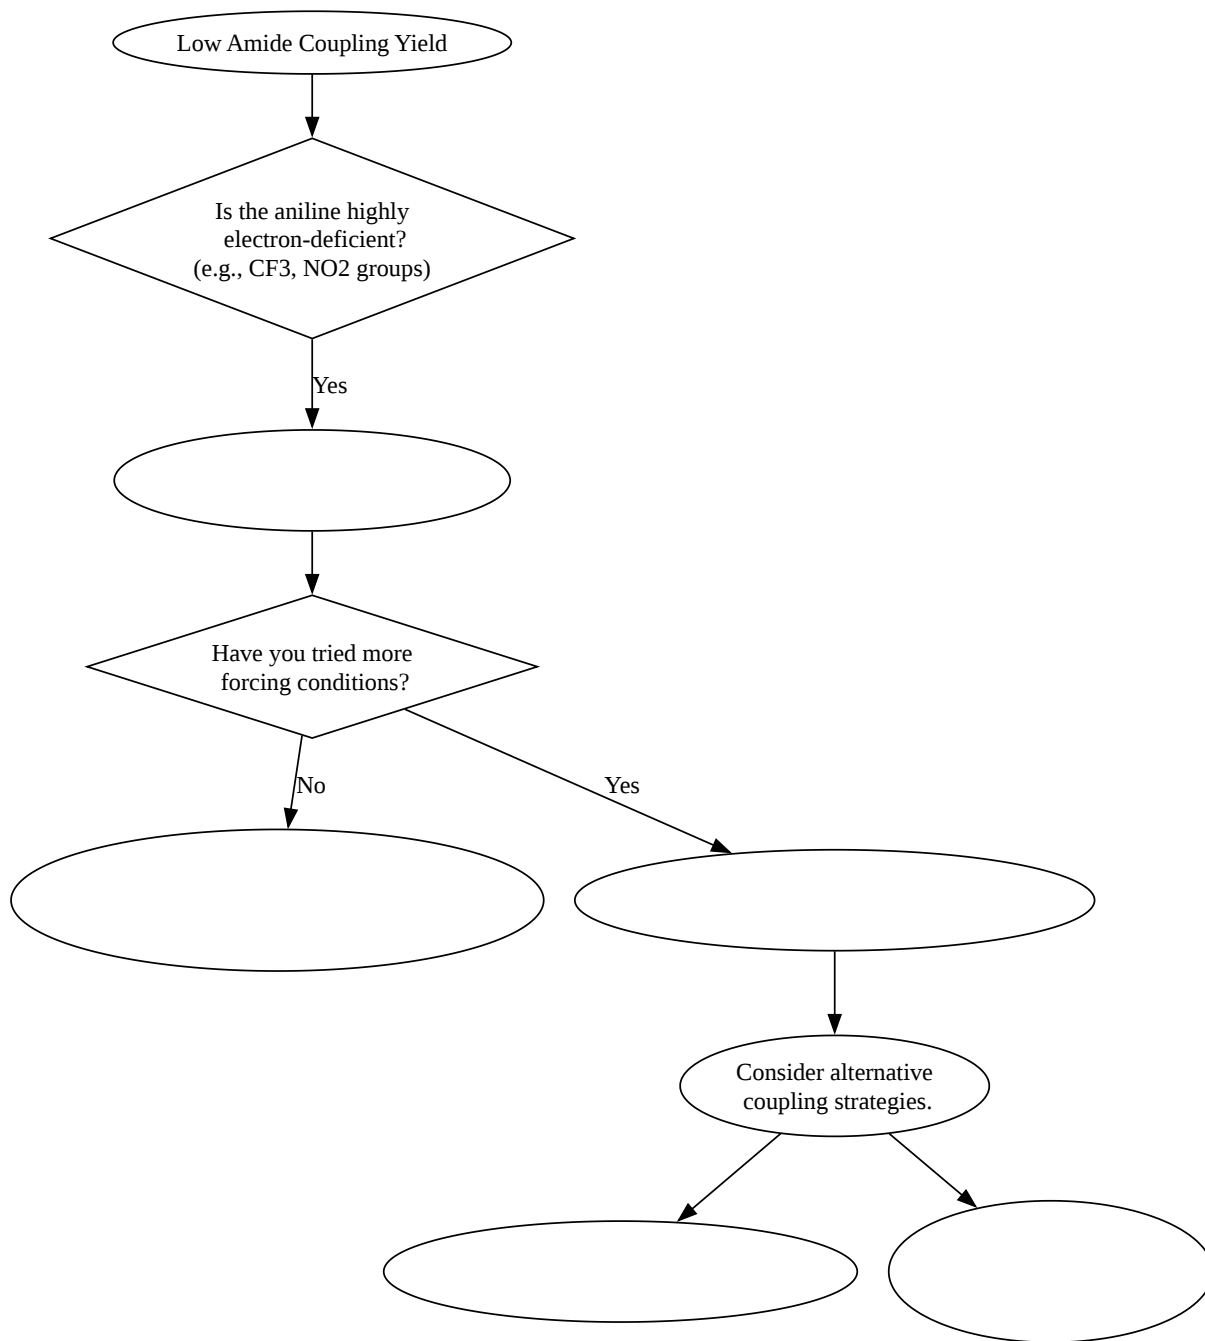 Low Amide Coupling Yield
Is the aniline highly
electron-deficient?
(e.g., CF3, NO2 groups)
Yes
Have you tried more
forcing conditions?
No
Yes
Consider alternative
coupling strategies.